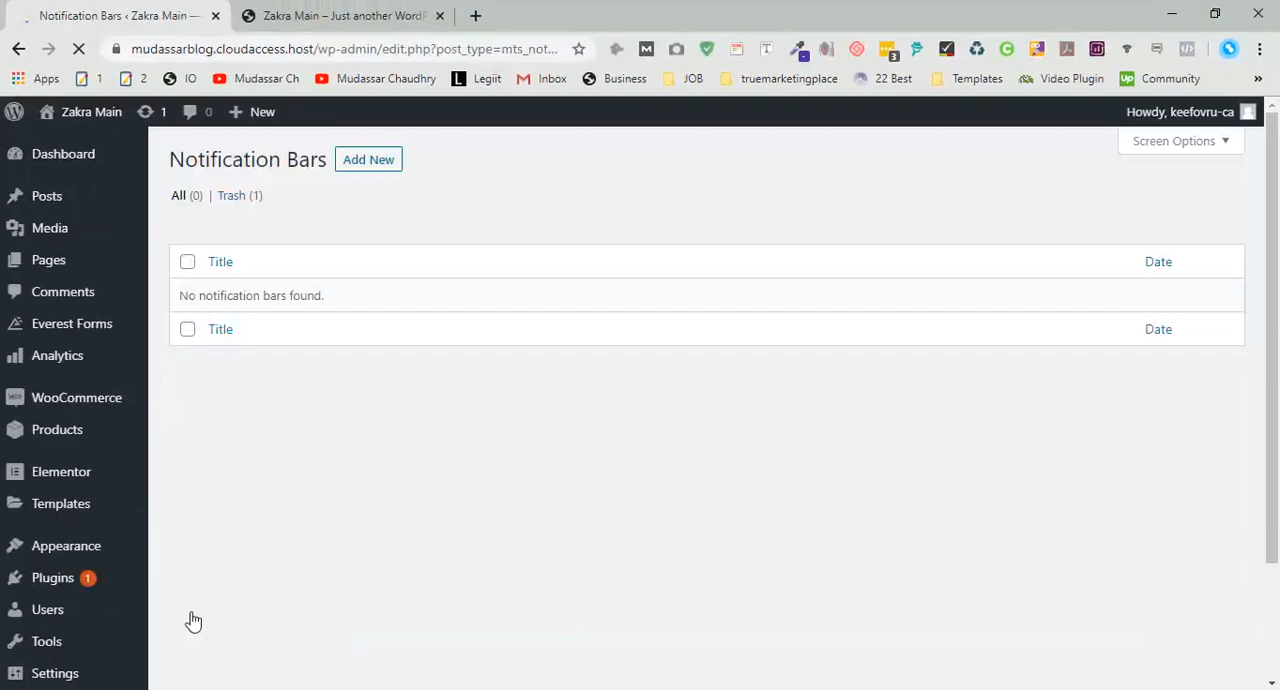 Notification Bars ‹ Zakra Main —
Zakra Main – Just another WordP
mudassarblog.cloudaccess.host/wp-admin/edit.php?post_type=mts_not...
3
Apps 1 2 IO Mudassar Ch Mudassar Chaudhry Legiit Inbox Business JOB truemarketingplace 22 Best Templates Video Plugin Community »
Zakra Main 1 0 New Howdy, keefovru-ca
Screen Options
Dashboard
Posts
Media
Pages
Comments
Everest Forms
Analytics
WooCommerce
Products
Elementor
Templates
Appearance
Plugins 1
Users
Tools
Settings
Notification Bars Add New
All (0) | Trash (1)
Title Date
No notification bars found.
Title Date